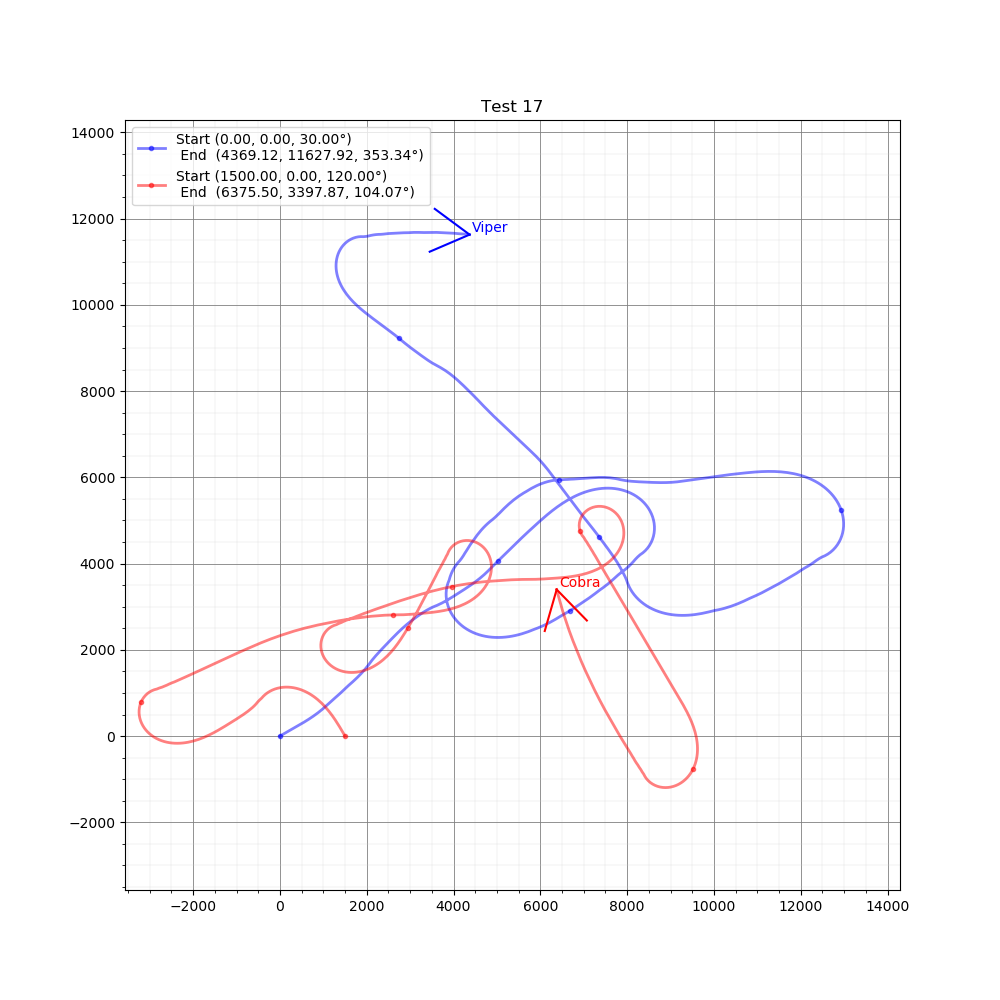 Test 17
14000
12000
10000
8000
6000
4000
2000
0
−2000
Start (0.00, 0.00, 30.00°)
End (4369.12, 11627.92, 353.34°)
Start (1500.00, 0.00, 120.00°)
End (6375.50, 3397.87, 104.07°)
Viper
Cobra
−2000 0 2000 4000 6000 8000 10000 12000 14000